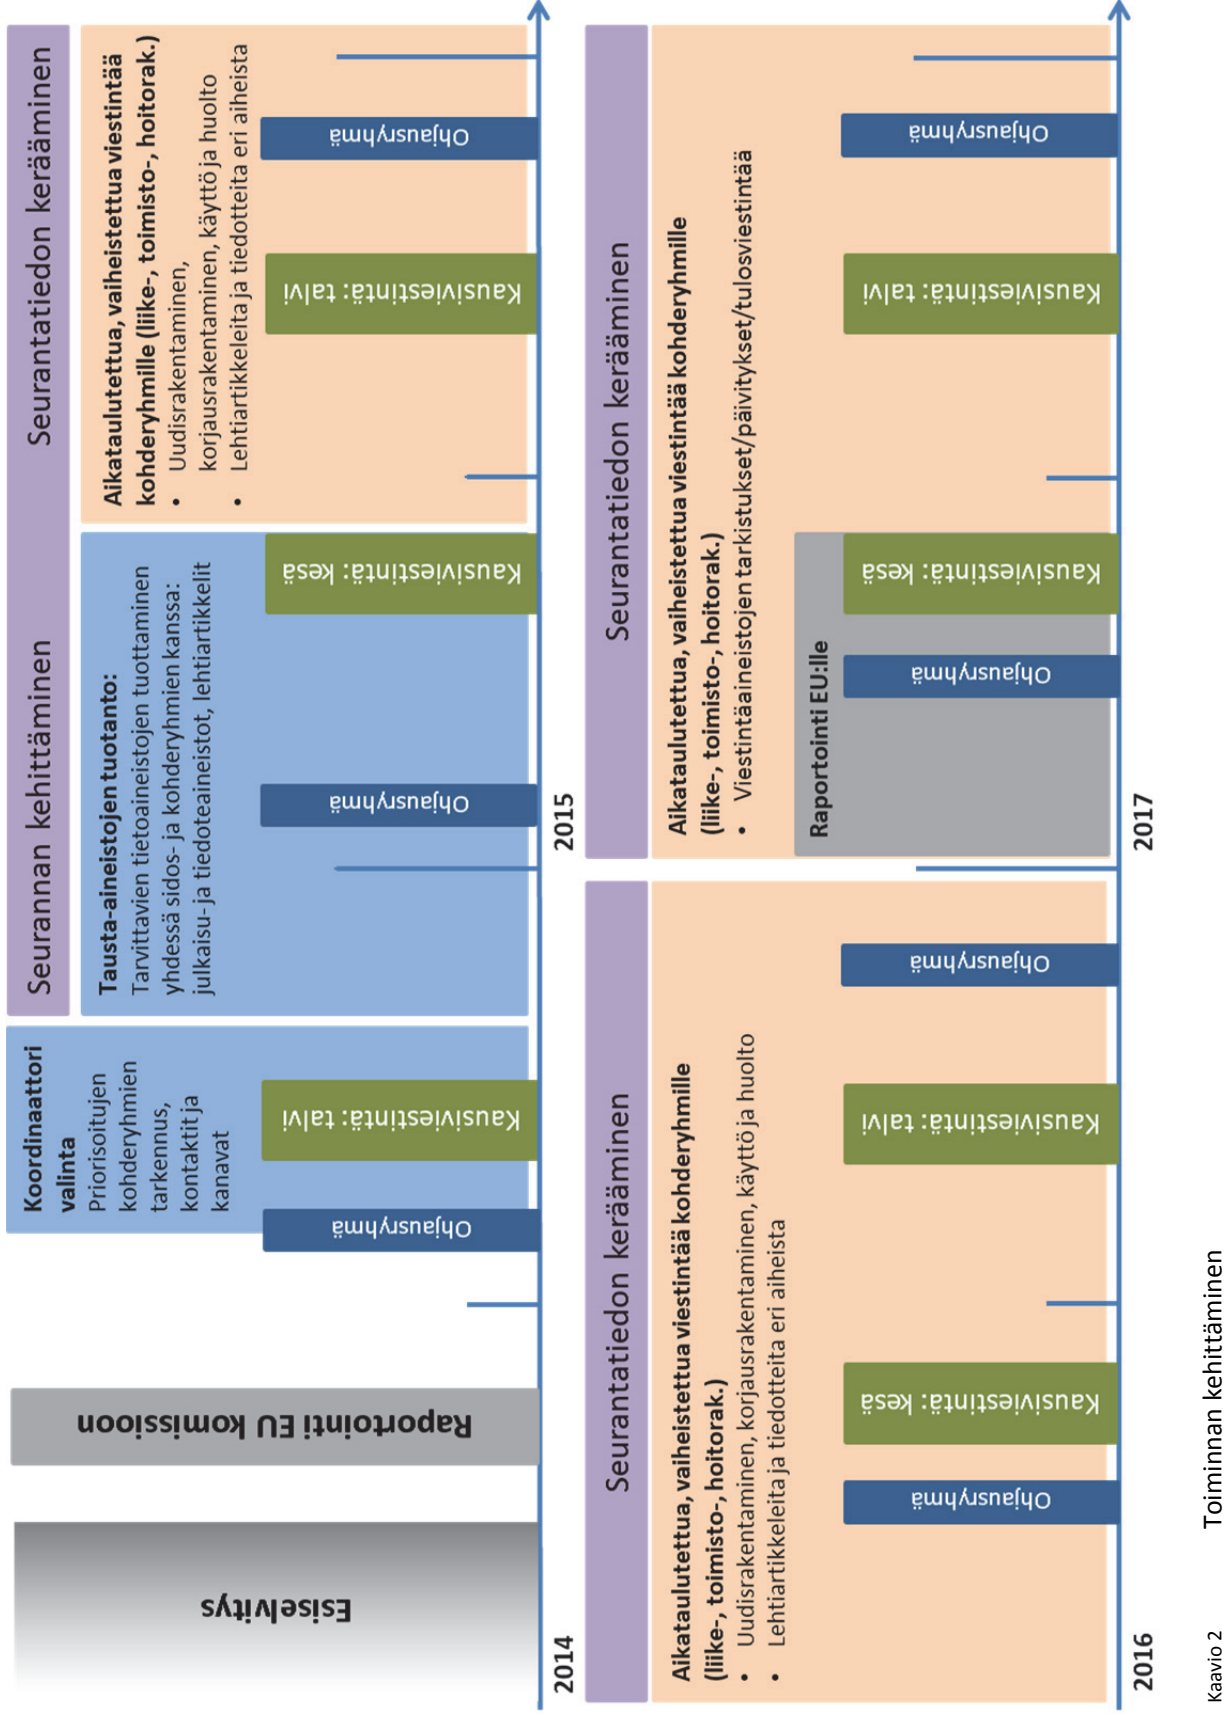 Seurannan kehittäminen
Seurantatiedon kerääminen
Esiselvitys
Raportointi EU komissioon
Koordinaattori
valinta
Priorisoitujen
kohderyhmien
tarkennus,
kontaktit ja
kanavat
Ohjausryhmä
Kausiviestintä: talvi
Tausta-aineistojen tuotanto:
Tarvittavien tietoaineistojen tuottaminen
yhdessä sidos- ja kohderyhmien kanssa:
julkaisu- ja tiedoteaineistot, lehtiartikkelit
Ohjausryhmä
Kausiviestintä: kesä
Aikataulutettua, vaiheistettua viestintää
kohderyhmille (liike-, toimisto-, hoitorak.)
• Uudisrakentaminen,
korjausrakentaminen, käyttö ja huolto
• Lehtiartikkeleita ja tiedotteita eri aiheista
Kausiviestintä: talvi
Ohjausryhmä
2014
2015
Seurantatiedon kerääminen
Aikataulutettua, vaiheistettua viestintää kohderyhmille
(liike-, toimisto-, hoitorak.)
• Uudisrakentaminen, korjausrakentaminen, käyttö ja huolto
• Lehtiartikkeleita ja tiedotteita eri aiheista
Ohjausryhmä
Kausiviestintä: kesä
Kausiviestintä: talvi
Ohjausryhmä
Seurantatiedon kerääminen
Aikataulutettua, vaiheistettua viestintää kohderyhmille
(liike-, toimisto-, hoitorak.)
• Viestintäaineistojen tarkistukset/päivitykset/tulosviestintää
Raportointi EU:lle
Ohjausryhmä
Kausiviestintä: kesä
Kausiviestintä: talvi
Ohjausryhmä
2016
2017
Kaavio 2 Toiminnan kehittäminen